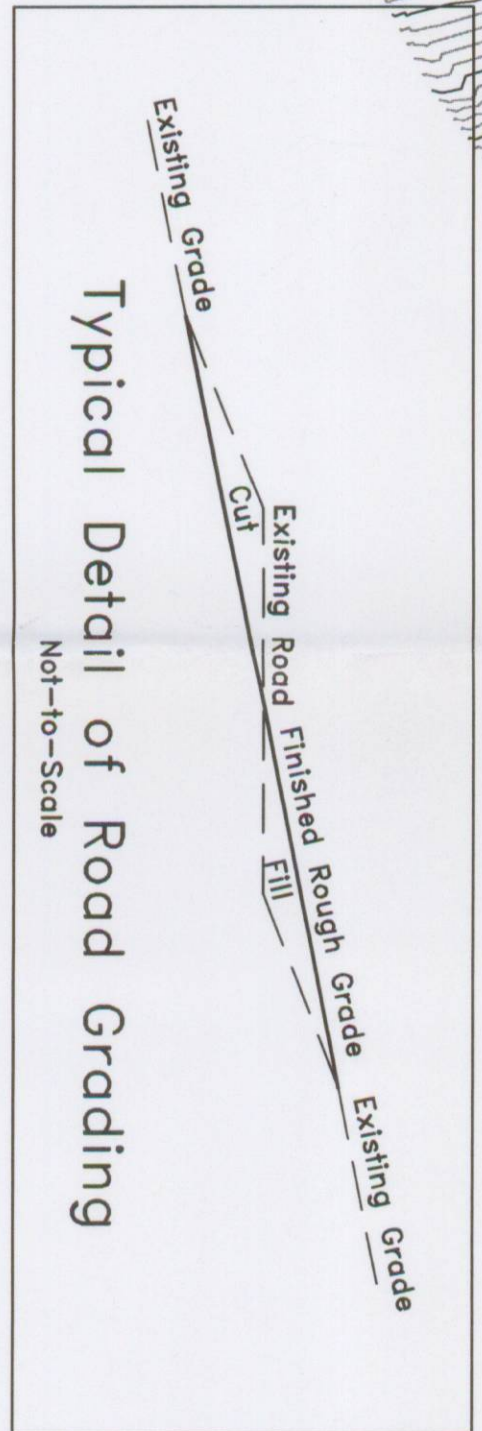 Existing Grade
Existing Road
Cut
Finished Rough Grade
Fill
Existing Grade
Typical Detail of Road Grading
Not-to-Scale